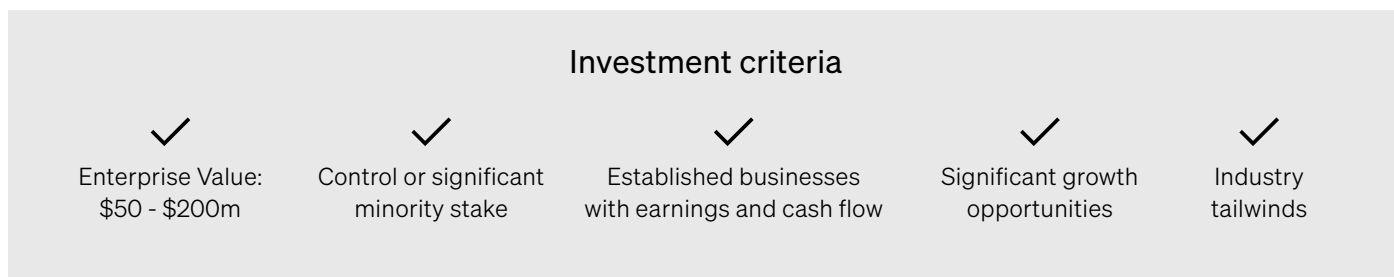 Investment criteria
Enterprise Value:
$50 - $200m
Control or significant
minority stake
Established businesses
with earnings and cash flow
Significant growth
opportunities
Industry
tailwinds